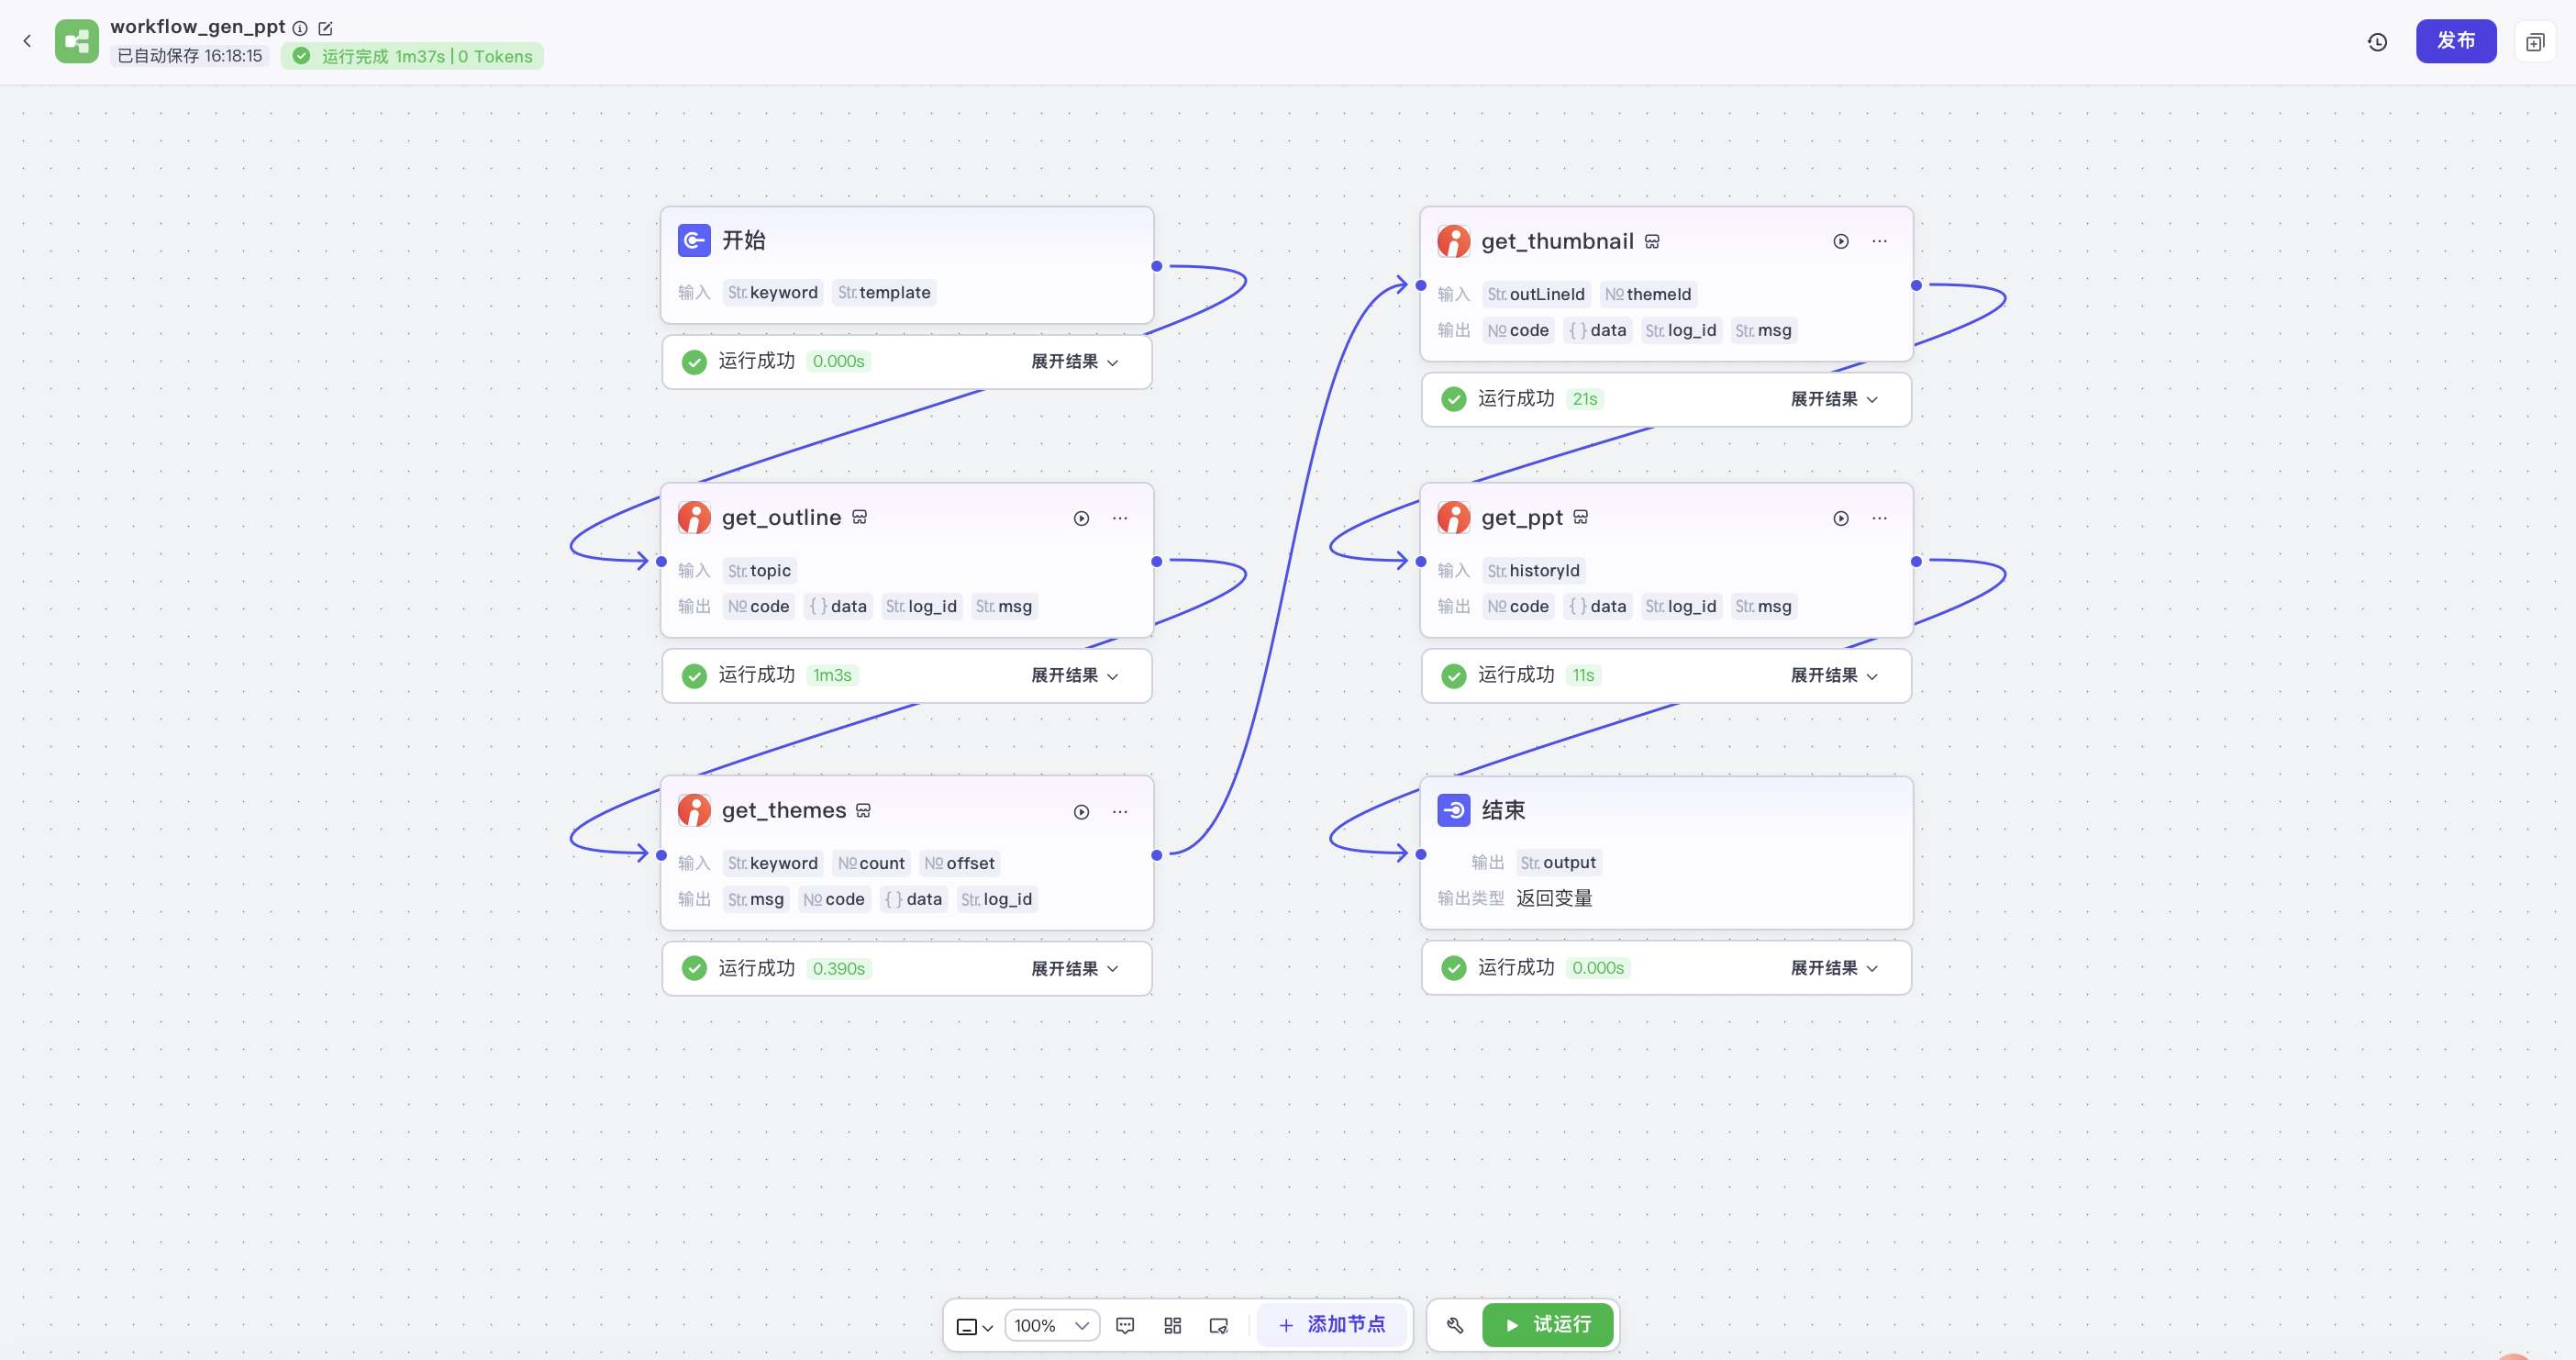 workflow_gen_ppt
已自动保存 16:18:15
运行完成 1m37s | 0 Tokens
发布
开始
输入 Str. keyword Str. template
运行成功 0.000s 展开结果
get_outline
输入 Str. topic
输出 № code { } data Str. log_id Str. msg
运行成功 1m3s 展开结果
get_themes
输入 Str. keyword № count № offset
输出 Str. msg № code { } data Str. log_id
运行成功 0.390s 展开结果
get_thumbnail
输入 Str. outLineId № themeId
输出 № code { } data Str. log_id Str. msg
运行成功 21s 展开结果
get_ppt
输入 Str. historyId
输出 № code { } data Str. log_id Str. msg
运行成功 11s 展开结果
结束
输出 Str. output
输出类型 返回变量
运行成功 0.000s 展开结果
100%
添加节点
试运行